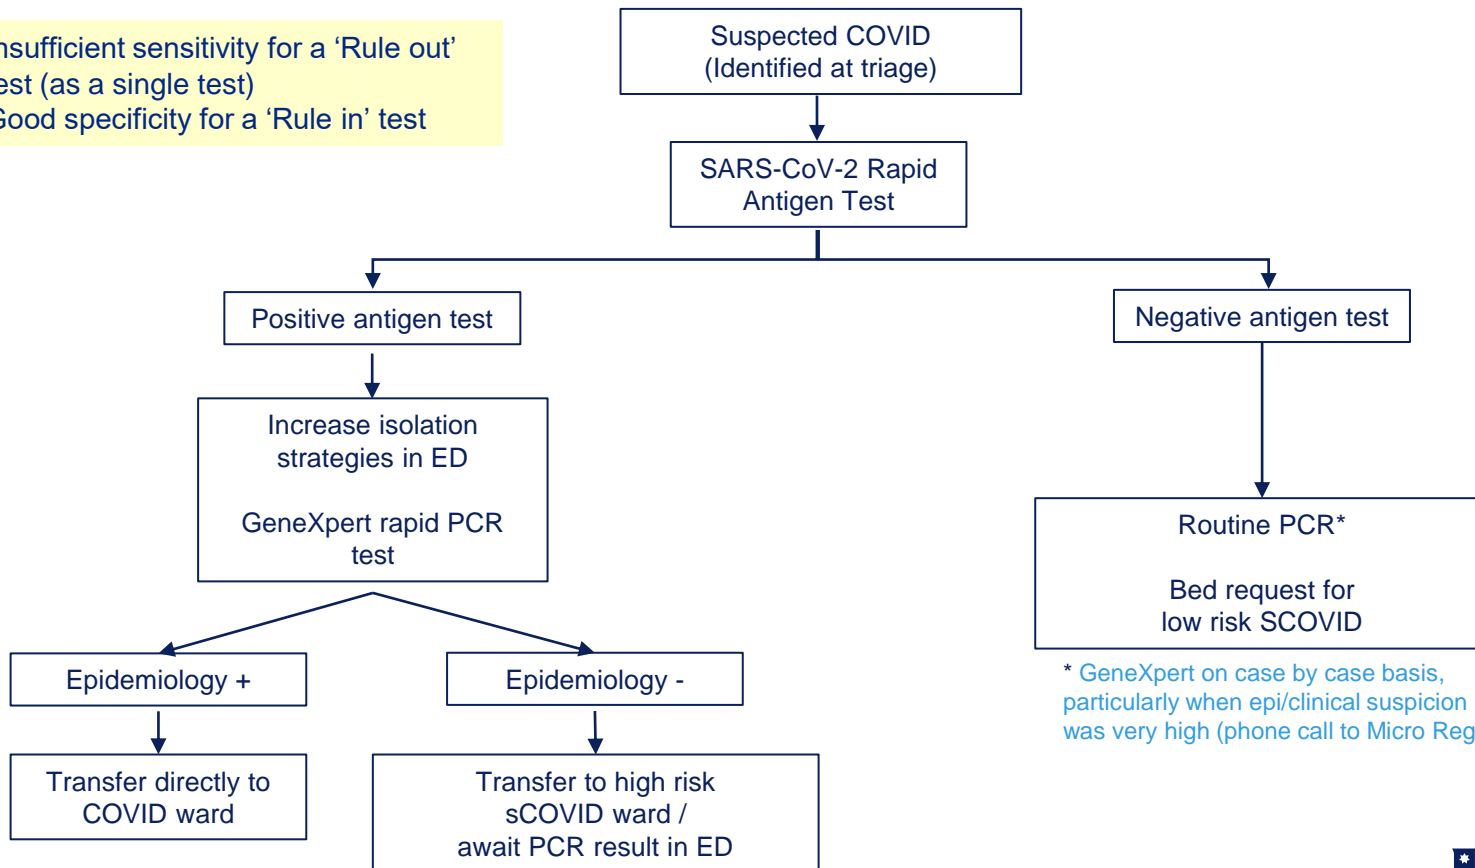 nsufficient sensitivity for a ‘Rule out’
est (as a single test)
Good specificity for a ‘Rule in’ test
Suspected COVID
(Identified at triage)
SARS-CoV-2 Rapid
Antigen Test
Positive antigen test
Negative antigen test
Increase isolation
strategies in ED
GeneXpert rapid PCR
test
Routine PCR*
Bed request for
low risk SCOVID
* GeneXpert on case by case basis,
particularly when epi/clinical suspicion
was very high (phone call to Micro Reg
Epidemiology +
Epidemiology -
Transfer directly to
COVID ward
Transfer to high risk
sCOVID ward /
await PCR result in ED